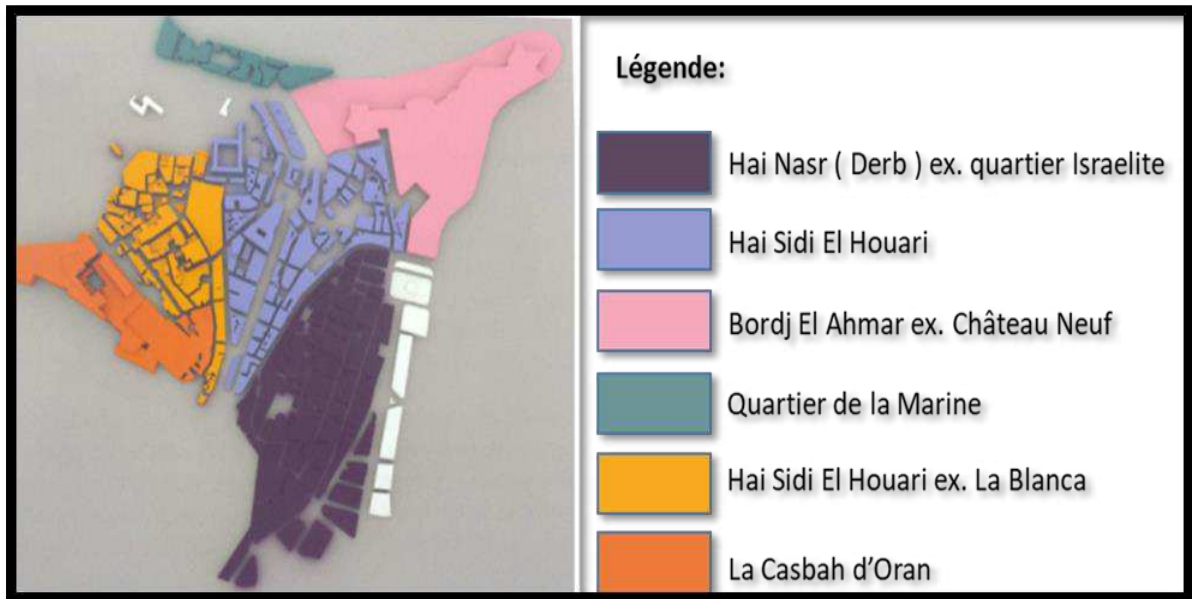 Légende:
Hai Nasr ( Derb ) ex. quartier Israelite
Hai Sidi El Houari
Bordj El Ahmar ex. Château Neuf
Quartier de la Marine
Hai Sidi El Houari ex. La Blanca
La Casbah d’Oran